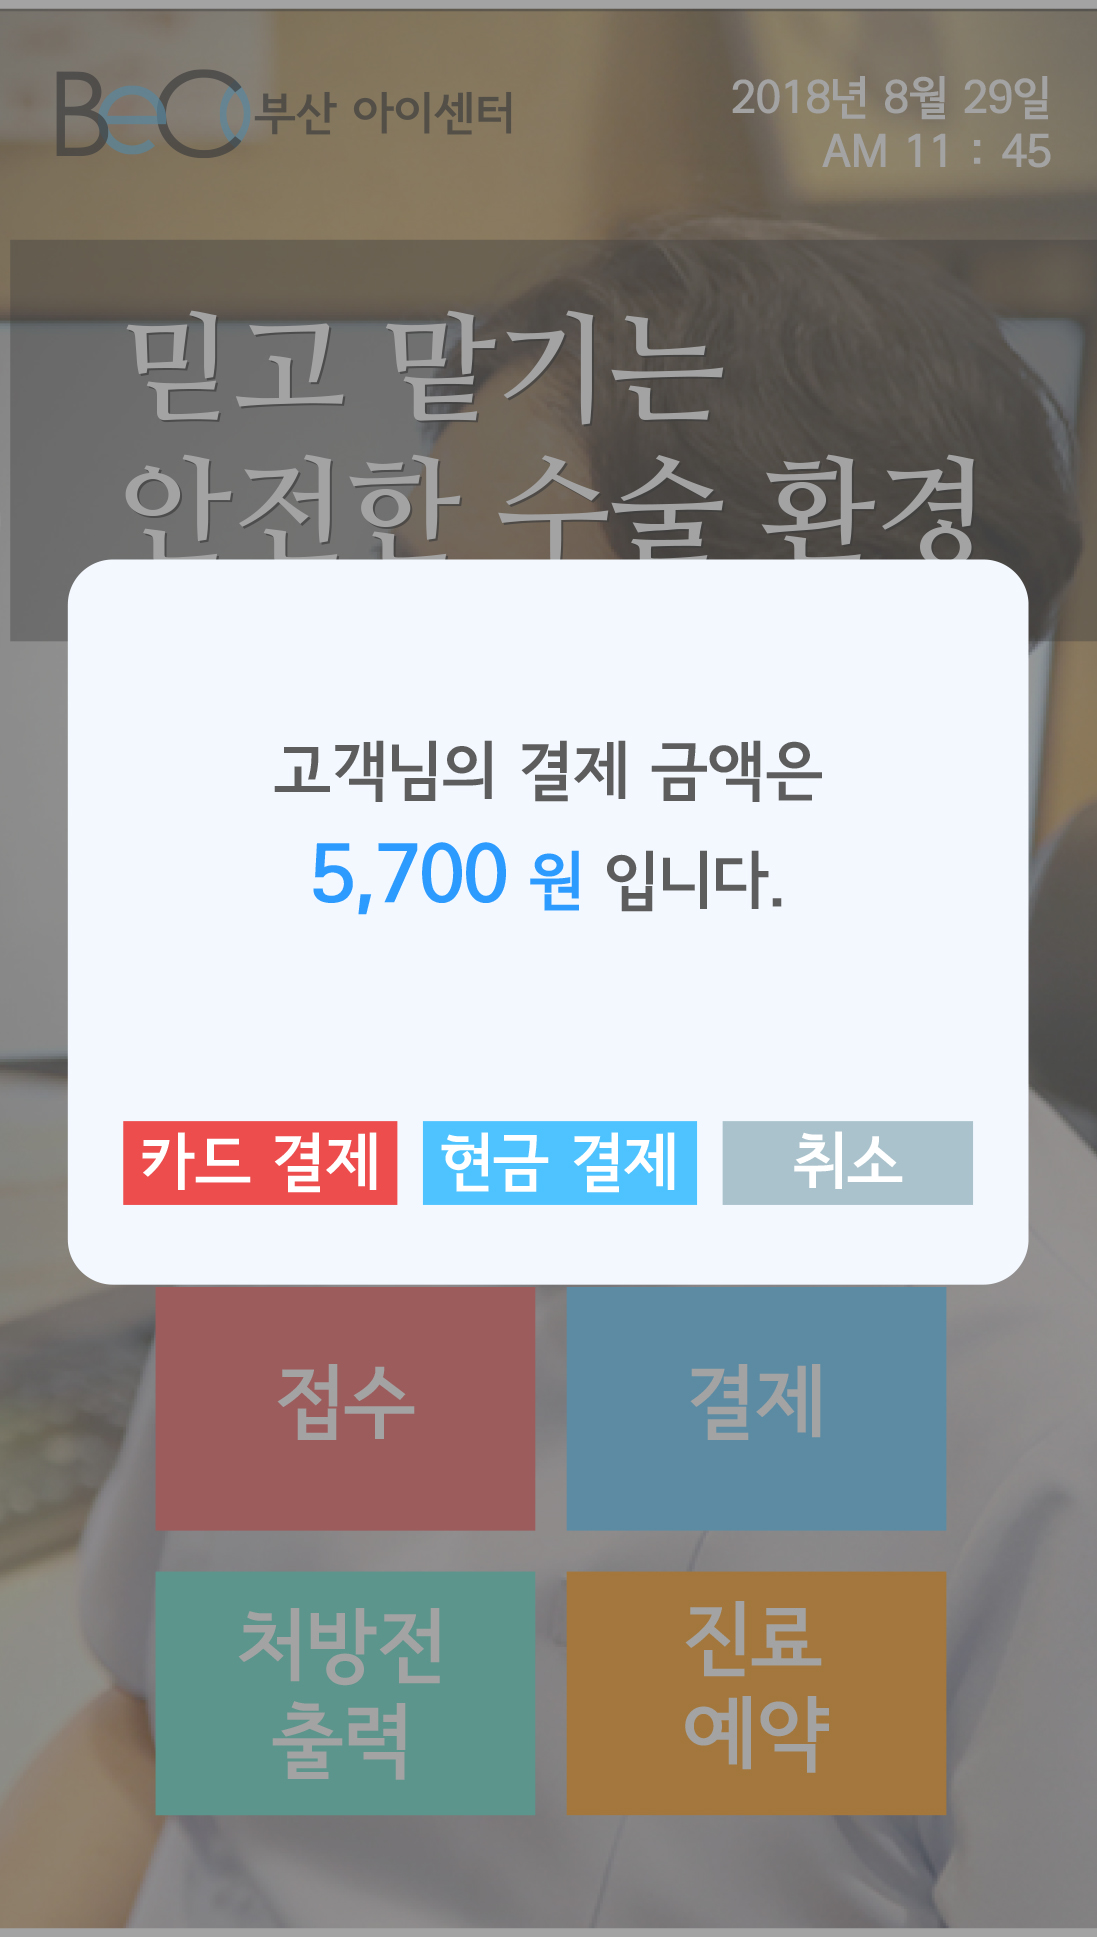 BeC 부산 아이센터
2018년 8월 29일
AM 11 : 45
믿고 맡기는
안전한 수술 환경
고객님의 결제 금액은
5,700 원 입니다.
카드 결제 현금 결제 취소
접수 결제
처방전
출력
진료
예약